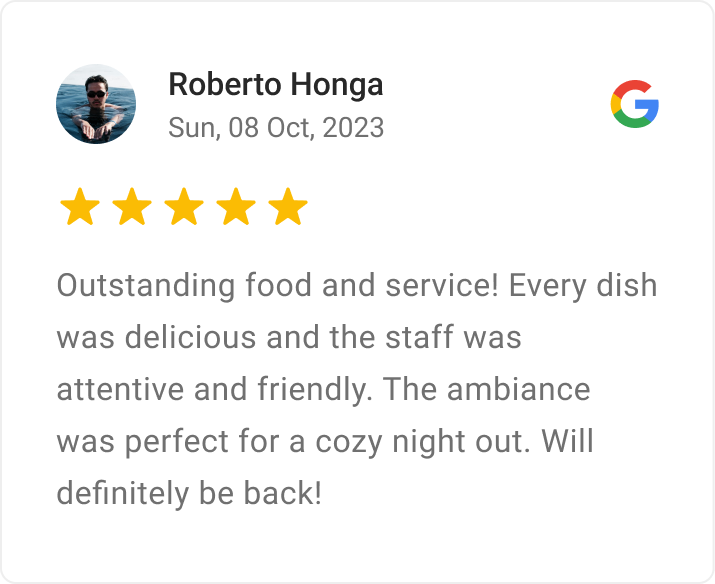 Roberto Honga
Sun, 08 Oct, 2023
Outstanding food and service! Every dish
was delicious and the staff was
attentive and friendly. The ambiance
was perfect for a cozy night out. Will
definitely be back!